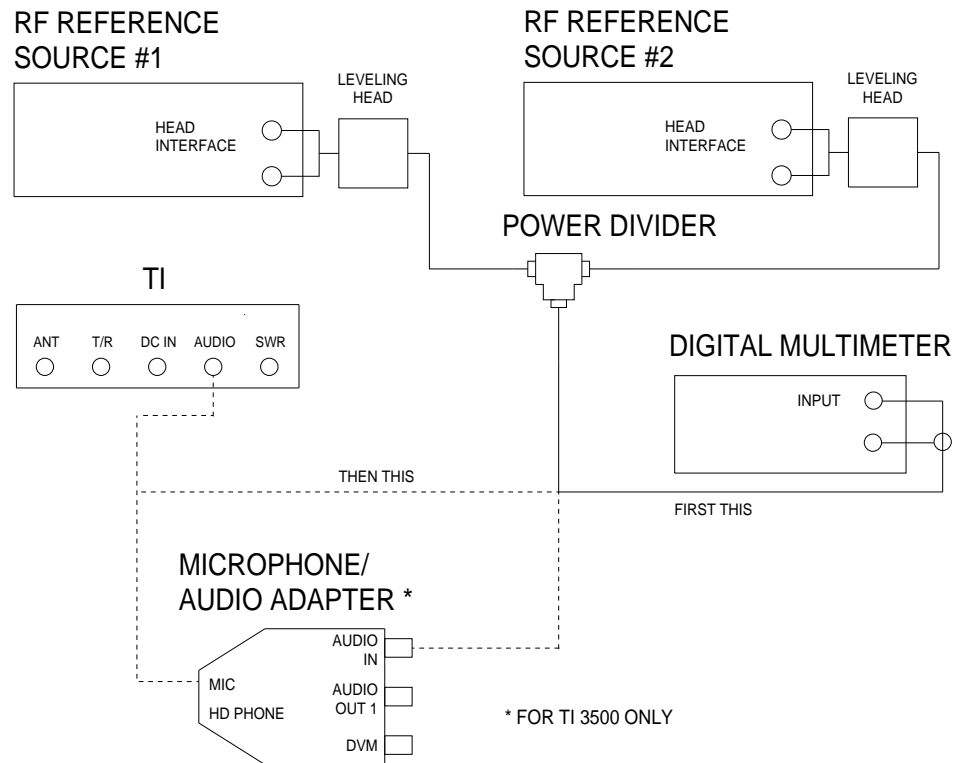 RF REFERENCE
SOURCE #1
RF REFERENCE
SOURCE #2
LEVELING
HEAD
LEVELING
HEAD
HEAD
INTERFACE
HEAD
INTERFACE
POWER DIVIDER
TI
ANT T/R DC IN AUDIO SWR
DIGITAL MULTIMETER
INPUT
THEN THIS
FIRST THIS
MICROPHONE/
AUDIO ADAPTER *
AUDIO
IN
MIC
HD PHONE
AUDIO
OUT 1
DVM
* FOR TI 3500 ONLY